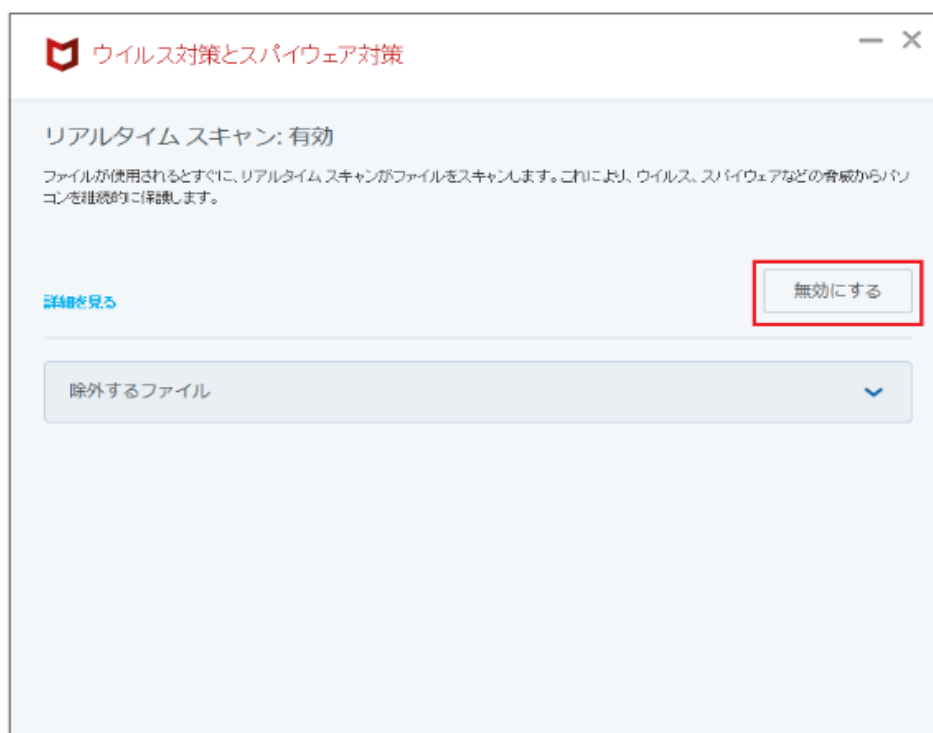 ウイルス対策とスパイウェア対策
リアルタイム スキャン: 有効
ファイルが使用されるとすぐに、リアルタイム スキャンがファイルをスキャンします。これにより、ウイルス、スパイウェアなどの脅威からパソ
コンを継続的に保護します。
無効にする
詳細を見る
除外するファイル